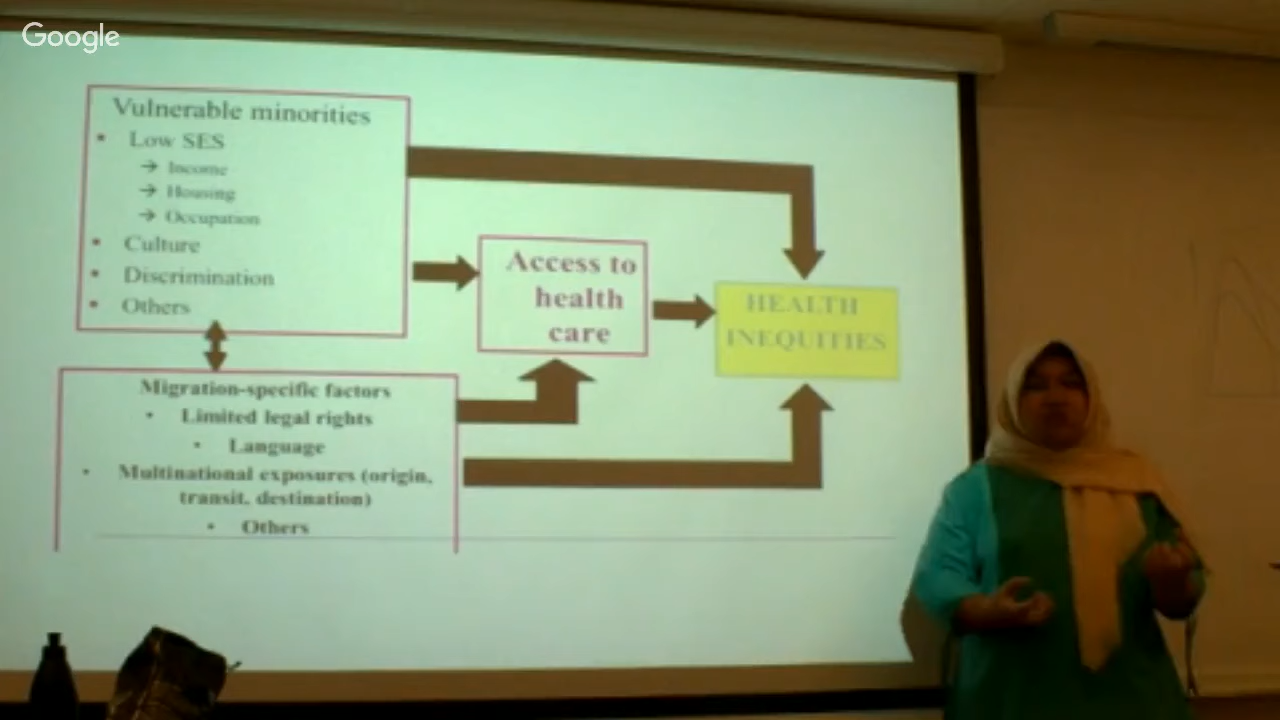 Google
Vulnerable minorities
• Low SES
→ Income
→ Housing
→ Occupation
• Culture
• Discrimination
• Others
Access to
health
care
HEALTH
INEQUITIES
Migration-specific factors
• Limited legal rights
• Language
• Multinational exposures (origin,
transit, destination)
• Others